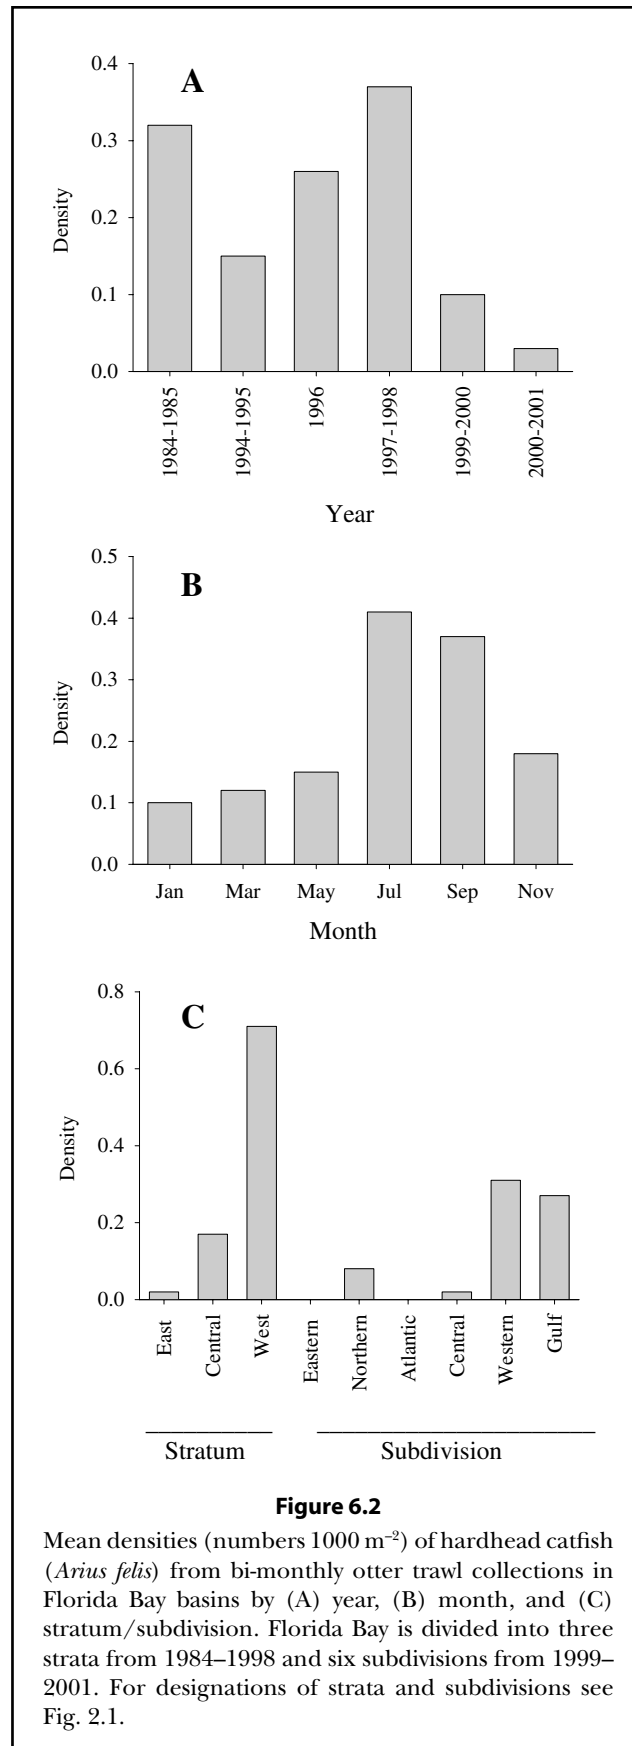 A
0.4
0.3
0.2
0.1
0.0
Density
1984-1985
1994-1995
1996
1997-1998
1999-2000
2000-2001
Year
B
0.5
0.4
0.3
0.2
0.1
0.0
Density
Jan Mar May Jul Sep Nov
Month
C
0.8
0.6
0.4
0.2
0.0
Density
East
Central
West
Eastern
Northern
Atlantic
Central
Western
Gulf
Stratum Subdivision
Figure 6.2
Mean densities (numbers 1000 m–2) of hardhead catfish
(Arius felis) from bi-monthly otter trawl collections in
Florida Bay basins by (A) year, (B) month, and (C)
stratum/subdivision. Florida Bay is divided into three
strata from 1984–1998 and six subdivisions from 1999–
2001. For designations of strata and subdivisions see
Fig. 2.1.